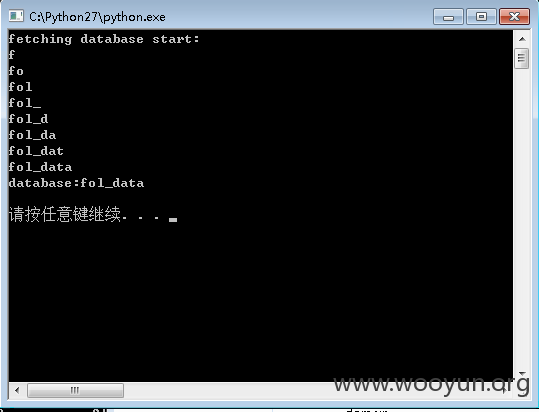 C:\Python27\python.exe
fetching database start:
f
fo
fol
fol_
fol_d
fol_da
fol_dat
fol_data
database:fol_data
请按任意键继续. . .
www.wooyun.org